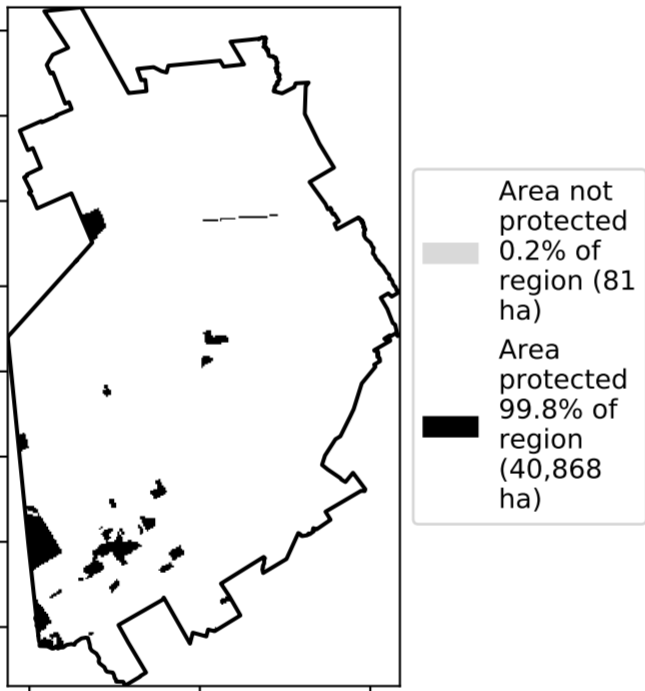 Area not
protected
0.2% of
region (81
ha)
Area
protected
99.8% of
region
(40,868
ha)